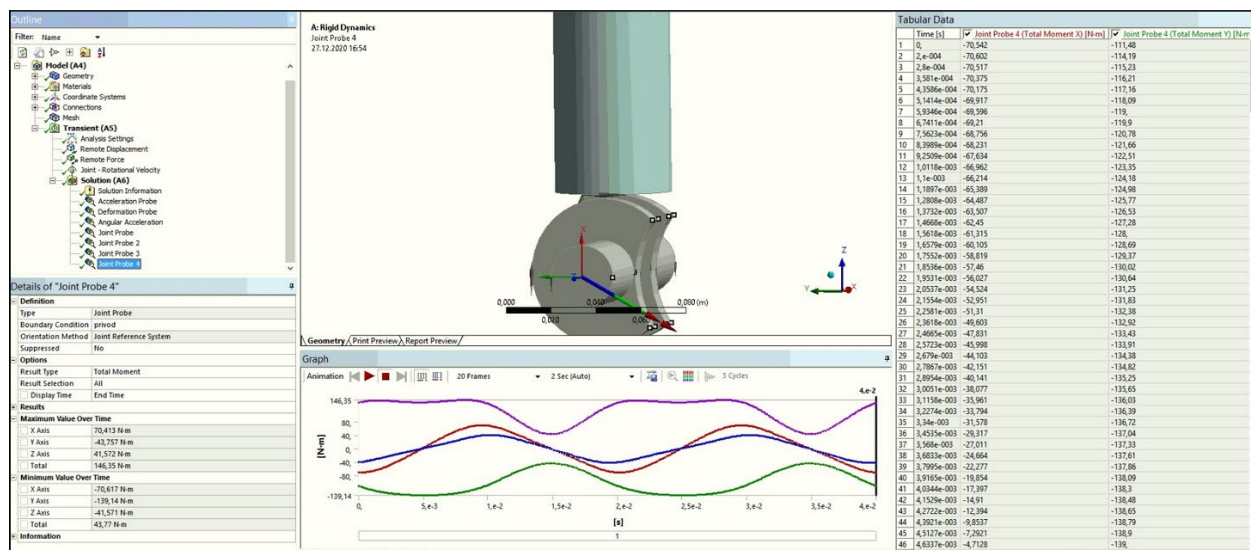 Outline
Filter: Name
Model (A4)
Geometry
Materials
Coordinate Systems
Connections
Mesh
Transient (A5)
Analysis Settings
Remote Displacement
Remote Force
Joint - Rotational Velocity
Solution (A6)
Solution Information
Acceleration Probe
Deformation Probe
Angular Acceleration
Joint Probe
Joint Probe 2
Joint Probe 3
Joint Probe 4
Details of "Joint Probe 4"
Definition
Type Joint Probe
Boundary Condition privod
Orientation Method Joint Reference System
Suppressed No
Options
Result Type Total Moment
Result Selection All
Display Time End Time
Results
Maximum Value Over Time
X Axis 70,413 N·m
Y Axis -43,757 N·m
Z Axis 41,572 N·m
Total 146,35 N·m
Minimum Value Over Time
X Axis -70,617 N·m
Y Axis -139,14 N·m
Z Axis -41,571 N·m
Total 43,77 N·m
Information
A: Rigid Dynamics
Joint Probe 4
27.12.2020 16:54
X
Z
0,000 0,040 0,080 (m)
0,020 0,060
Z
Y X
Geometry Print Preview Report Preview
Graph
Animation 20 Frames 2 Sec (Auto) 3 Cycles
4,e-2
146,35
80,
40,
0,
-40,
-80,
-139,14
[N·m]
0, 5,e-3 1,e-2 1,5e-2 2,e-2 2,5e-2 3,e-2 3,5e-2 4,e-2
[s]
1
Tabular Data
Time [s] Joint Probe 4 (Total Moment X) [N·m] Joint Probe 4 (Total Moment Y) [N·m
1 0, -70,542 -111,48
2 2,e-004 -70,602 -114,19
3 2,8e-004 -70,517 -115,23
4 3,581e-004 -70,375 -116,21
5 4,3586e-004 -70,175 -117,16
6 5,1414e-004 -69,917 -118,09
7 5,9346e-004 -69,596 -119,
8 6,7411e-004 -69,21 -119,9
9 7,5623e-004 -68,756 -120,78
10 8,3989e-004 -68,231 -121,66
11 9,2509e-004 -67,634 -122,51
12 1,0118e-003 -66,962 -123,35
13 1,1e-003 -66,214 -124,18
14 1,1897e-003 -65,389 -124,98
15 1,2808e-003 -64,487 -125,77
16 1,3732e-003 -63,507 -126,53
17 1,4668e-003 -62,45 -127,28
18 1,5618e-003 -61,315 -128,
19 1,6579e-003 -60,105 -128,69
20 1,7552e-003 -58,819 -129,37
21 1,8536e-003 -57,46 -130,02
22 1,9531e-003 -56,027 -130,64
23 2,0537e-003 -54,524 -131,25
24 2,1554e-003 -52,951 -131,83
25 2,2581e-003 -51,31 -132,38
26 2,3618e-003 -49,603 -132,92
27 2,4665e-003 -47,831 -133,43
28 2,5723e-003 -45,998 -133,91
29 2,679e-003 -44,103 -134,38
30 2,7867e-003 -42,151 -134,82
31 2,8954e-003 -40,141 -135,25
32 3,0051e-003 -38,077 -135,65
33 3,1158e-003 -35,961 -136,03
34 3,2274e-003 -33,794 -136,39
35 3,34e-003 -31,578 -136,72
36 3,4535e-003 -29,317 -137,04
37 3,568e-003 -27,011 -137,33
38 3,6833e-003 -24,664 -137,61
39 3,7995e-003 -22,277 -137,86
40 3,9165e-003 -19,854 -138,09
41 4,0344e-003 -17,397 -138,3
42 4,1529e-003 -14,91 -138,48
43 4,2722e-003 -12,394 -138,65
44 4,3921e-003 -9,8537 -138,79
45 4,5127e-003 -7,2921 -138,9
46 4,6337e-003 -4,7128 -139,